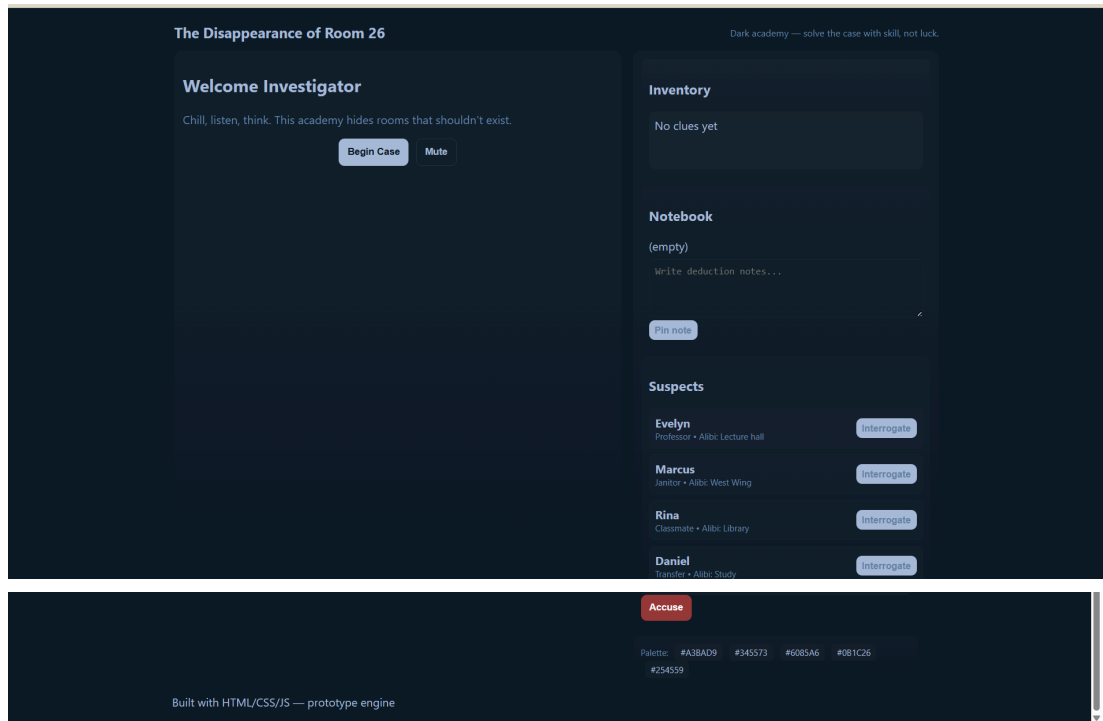 The Disappearance of Room 26
Dark academy — solve the case with skill, not luck.
Welcome Investigator
Chill, listen, think. This academy hides rooms that shouldn't exist.
Begin Case
Mute
Inventory
No clues yet
Notebook
(empty)
Write deduction notes...
Pin note
Suspects
Evelyn
Professor • Alibi: Lecture hall
Interrogate
Marcus
Janitor • Alibi: West Wing
Interrogate
Rina
Classmate • Alibi: Library
Interrogate
Daniel
Transfer • Alibi: Study
Interrogate
Accuse
Palette: #A3BAD9 #345573 #6085A6 #0B1C26
#254559
Built with HTML/CSS/JS — prototype engine